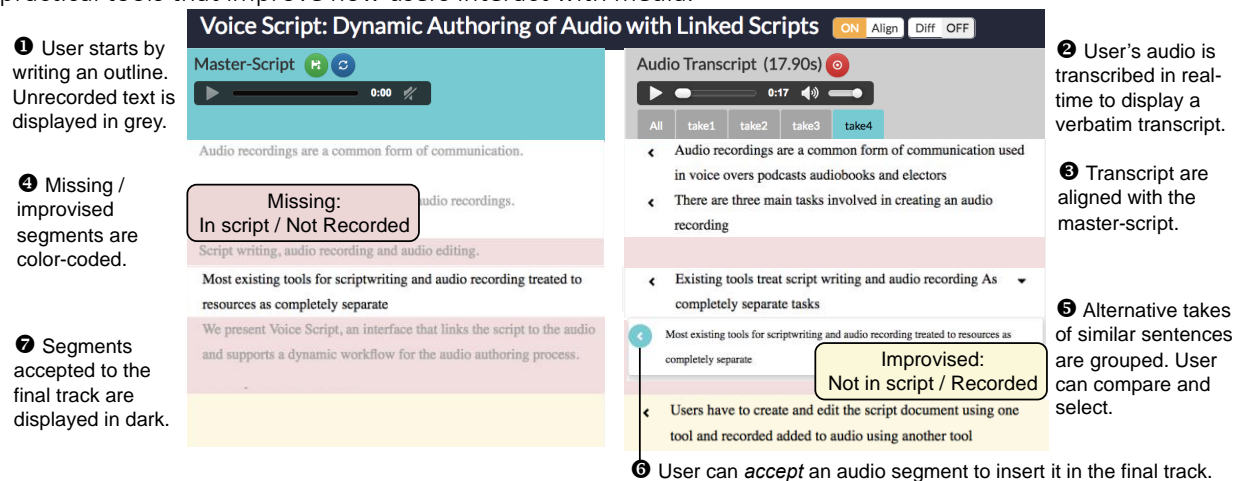 Voice Script: Dynamic Authoring of Audio with Linked Scripts ON Align Diff OFF
❶ User starts by
writing an outline.
Unrecorded text is
displayed in grey.
❹ Missing /
improvised
segments are
color-coded.
❼ Segments
accepted to the
final track are
displayed in dark.
Master-Script
0:00
Audio recordings are a common form of communication.
Missing:
In script / Not Recorded
audio recordings.
Script writing, audio recording and audio editing.
Most existing tools for scriptwriting and audio recording treated to
resources as completely separate
We present Voice Script, an interface that links the script to the audio
and supports a dynamic workflow for the audio authoring process.
Audio Transcript (17.90s)
0:17
All take1 take2 take3 take4
Audio recordings are a common form of communication used
in voice overs podcasts audiobooks and electors
There are three main tasks involved in creating an audio
recording
Existing tools treat script writing and audio recording As
completely separate tasks
Most existing tools for scriptwriting and audio recording treated to resources as
completely separate
Improvised:
Not in script / Recorded
Users have to create and edit the script document using one
tool and recorded added to audio using another tool
❷ User's audio is
transcribed in real-
time to display a
verbatim transcript.
❸ Transcript are
aligned with the
master-script.
❺ Alternative takes
of similar sentences
are grouped. User
can compare and
select.
❻ User can accept an audio segment to insert it in the final track.